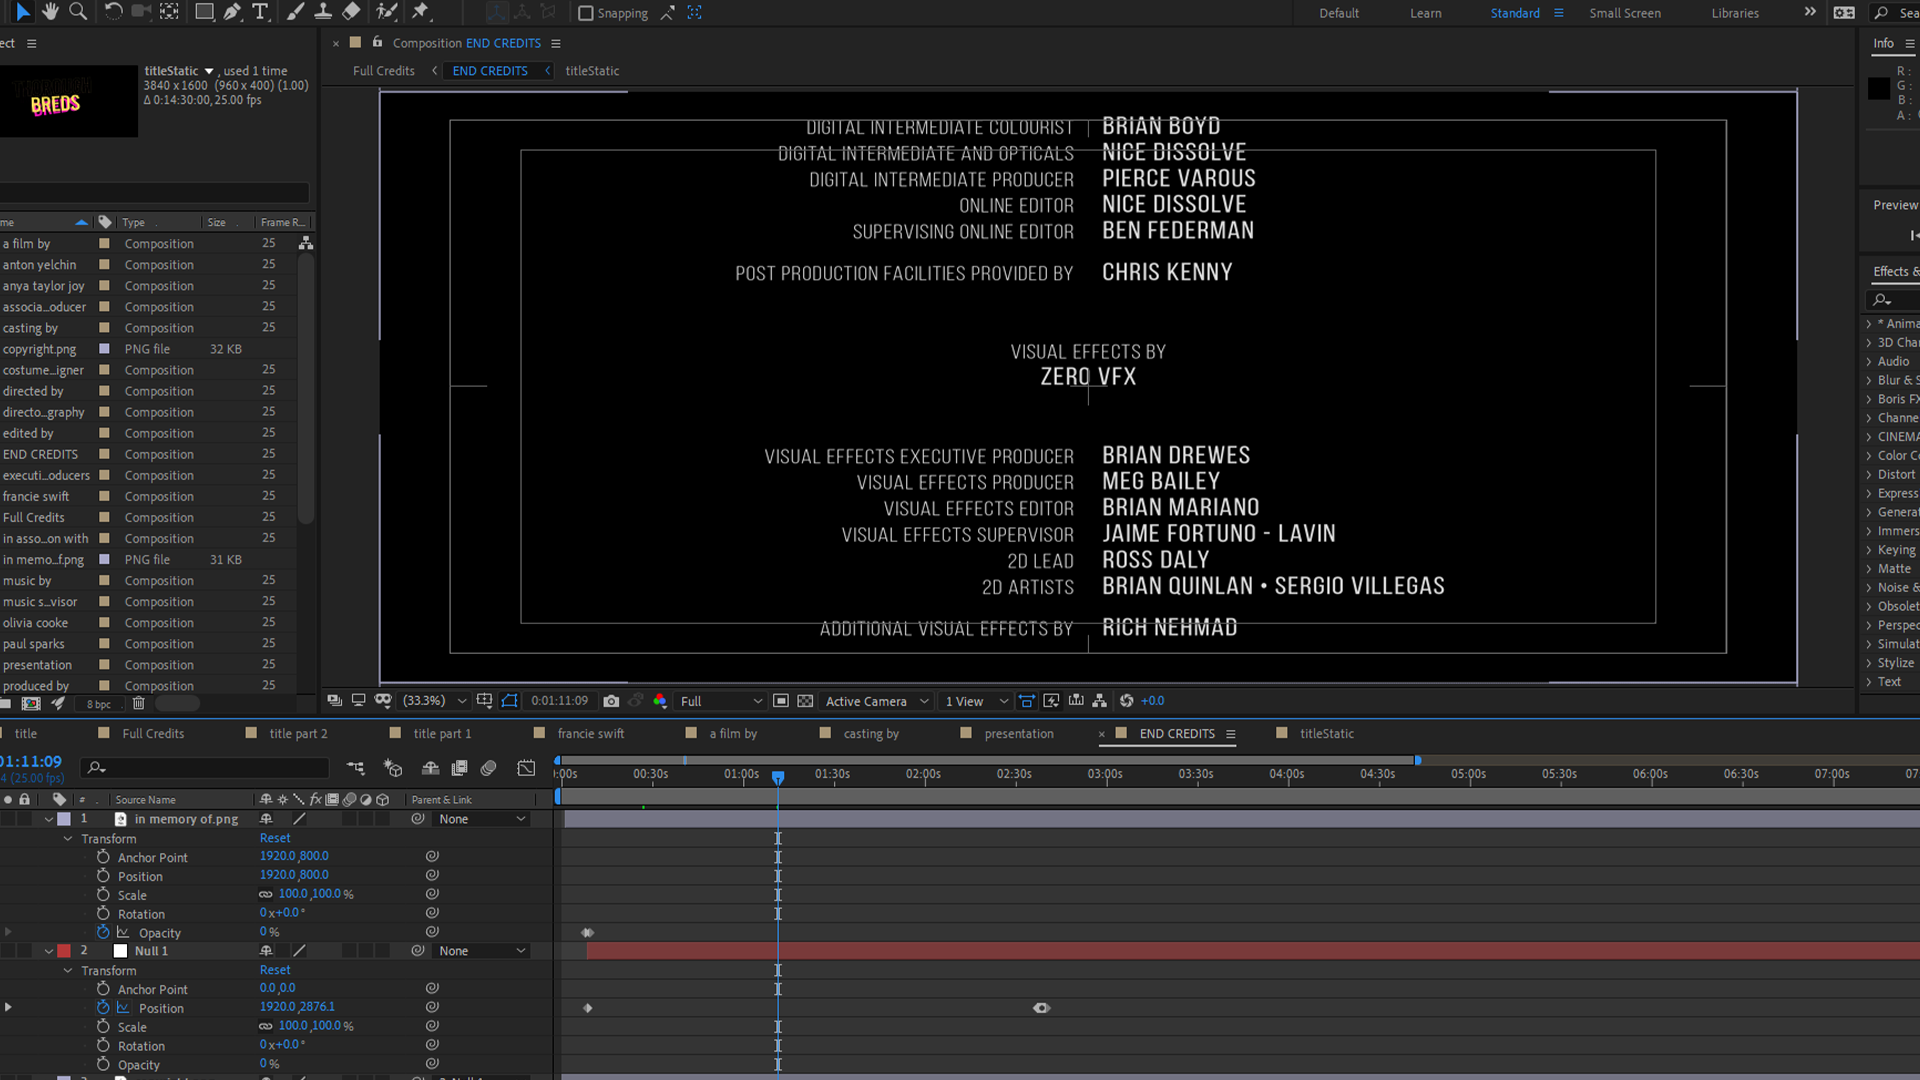 Snapping
Default
Learn
Standard
Small Screen
Libraries
Sea
ect
Composition END CREDITS
Info
Full Credits
END CREDITS
titleStatic
titleStatic , used 1 time
3840 x 1600 (960 x 400) (1.00)
Δ 0:14:30:00, 25.00 fps
BREDS
R :
G :
B :
A :
DIGITAL INTERMEDIATE COLOURIST BRIAN BOYD
DIGITAL INTERMEDIATE AND OPTICALS NICE DISSOLVE
DIGITAL INTERMEDIATE PRODUCER PIERCE VAROUS
ONLINE EDITOR NICE DISSOLVE
SUPERVISING ONLINE EDITOR BEN FEDERMAN
POST PRODUCTION FACILITIES PROVIDED BY CHRIS KENNY
VISUAL EFFECTS BY
ZERO VFX
VISUAL EFFECTS EXECUTIVE PRODUCER BRIAN DREWES
VISUAL EFFECTS PRODUCER MEG BAILEY
VISUAL EFFECTS EDITOR BRIAN MARIANO
VISUAL EFFECTS SUPERVISOR JAIME FORTUNO - LAVIN
2D LEAD ROSS DALY
2D ARTISTS BRIAN QUINLAN • SERGIO VILLEGAS
ADDITIONAL VISUAL EFFECTS BY RICH NEHMAD
me Type Size Frame R...
a film by Composition 25
anton yelchin Composition 25
anya taylor joy Composition 25
associa...oducer Composition 25
casting by Composition 25
copyright.png PNG file 32 KB
costume...igner Composition 25
directed by Composition 25
directo...graphy Composition 25
edited by Composition 25
END CREDITS Composition 25
executi...oducers Composition 25
francie swift Composition 25
Full Credits Composition 25
in asso...on with Composition 25
in memo...f.png PNG file 31 KB
music by Composition 25
music s...visor Composition 25
olivia cooke Composition 25
paul sparks Composition 25
presentation Composition 25
produced by Composition 25
8 bpc
Preview
Effects &
* Anima
3D Char
Audio
Blur & S
Boris FX
Channe
CINEMA
Color Co
Distort
Express
Generat
Immers
Keying
Matte
Noise &
Obsolet
Perspec
Simulat
Stylize
Text
(33.3%) 0:01:11:09 Full Active Camera 1 View +0.0
title
Full Credits
title part 2
title part 1
francie swift
a film by
casting by
presentation
END CREDITS
titleStatic
01:11:09
4 (25.00 fps)
:00s 00:30s 01:00s 01:30s 02:00s 02:30s 03:00s 03:30s 04:00s 04:30s 05:00s 05:30s 06:00s 06:30s 07:00s 07:
# Source Name fx Parent & Link
1 in memory of.png None
Transform Reset
Anchor Point 1920.0,800.0
Position 1920.0,800.0
Scale 100.0,100.0 %
Rotation 0x+0.0°
Opacity 0 %
2 Null 1 None
Transform Reset
Anchor Point 0.0,0.0
Position 1920.0,2876.1
Scale 100.0,100.0 %
Rotation 0x+0.0°
Opacity 0 %